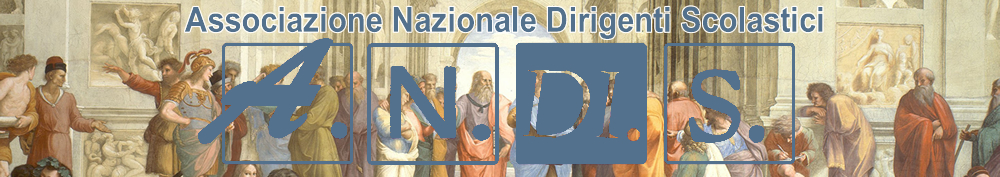 Associazione Nazionale Dirigenti Scolastici
A. N. DI. S.